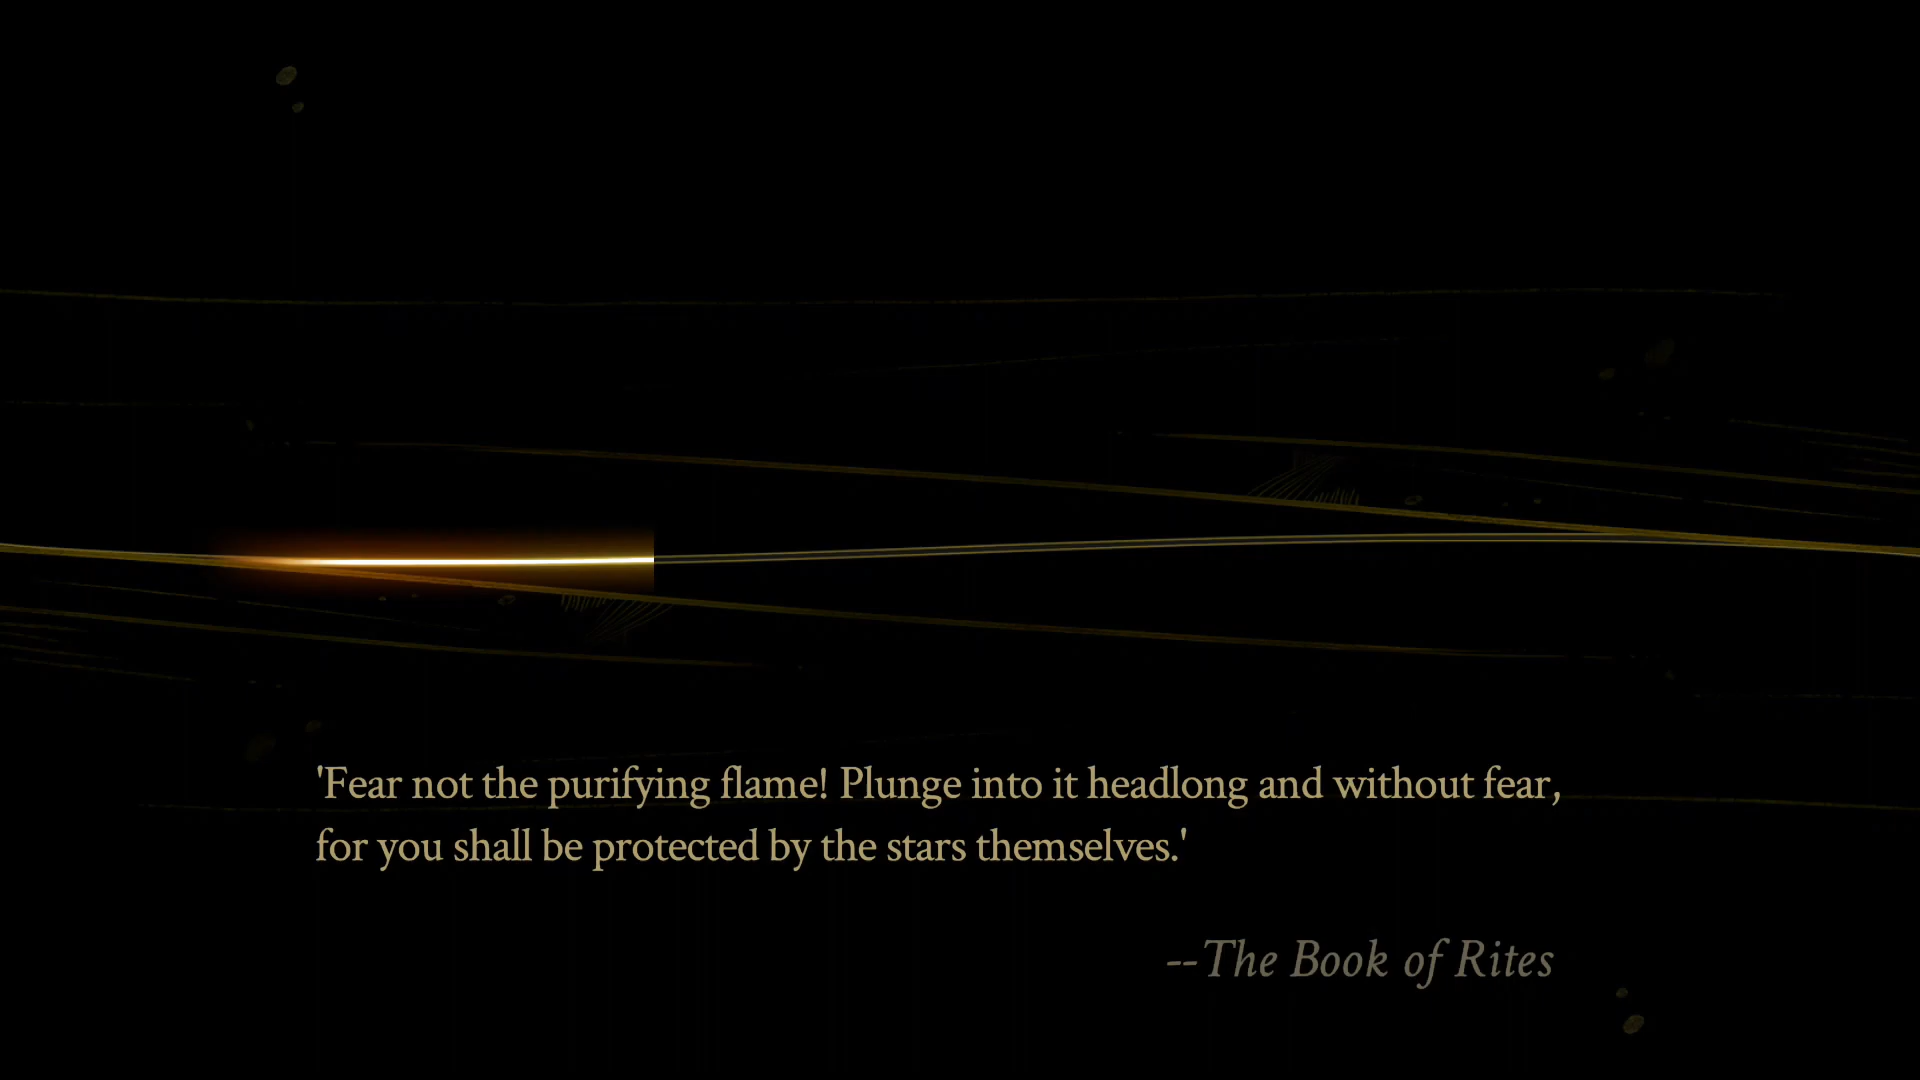 'Fear not the purifying flame! Plunge into it headlong and without fear,
for you shall be protected by the stars themselves.'
--The Book of Rites